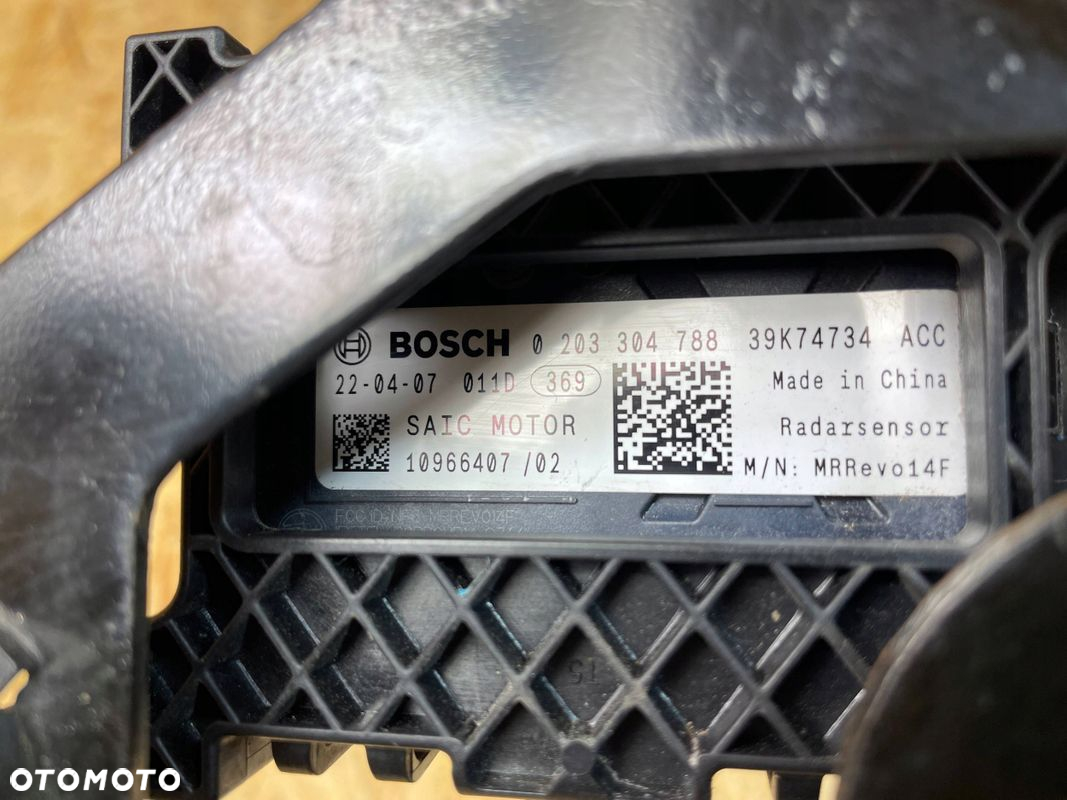 BOSCH 0 203 304 788 39K74734 ACC
22-04-07 011D 369 Made in China
SAIC MOTOR Radarsensor
10966407 /02 M/N: MRRevo14F
15
OTOMOTO